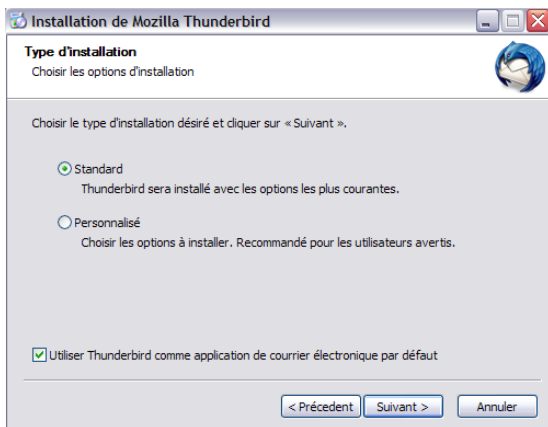 Installation de Mozilla Thunderbird
Type d'installation
Choisir les options d'installation
Choisir le type d'installation désiré et cliquer sur « Suivant ».
Standard
Thunderbird sera installé avec les options les plus courantes.
Personnalisé
Choisir les options à installer. Recommandé pour les utilisateurs avertis.
Utiliser Thunderbird comme application de courrier électronique par défaut
< Précedent Suivant > Annuler